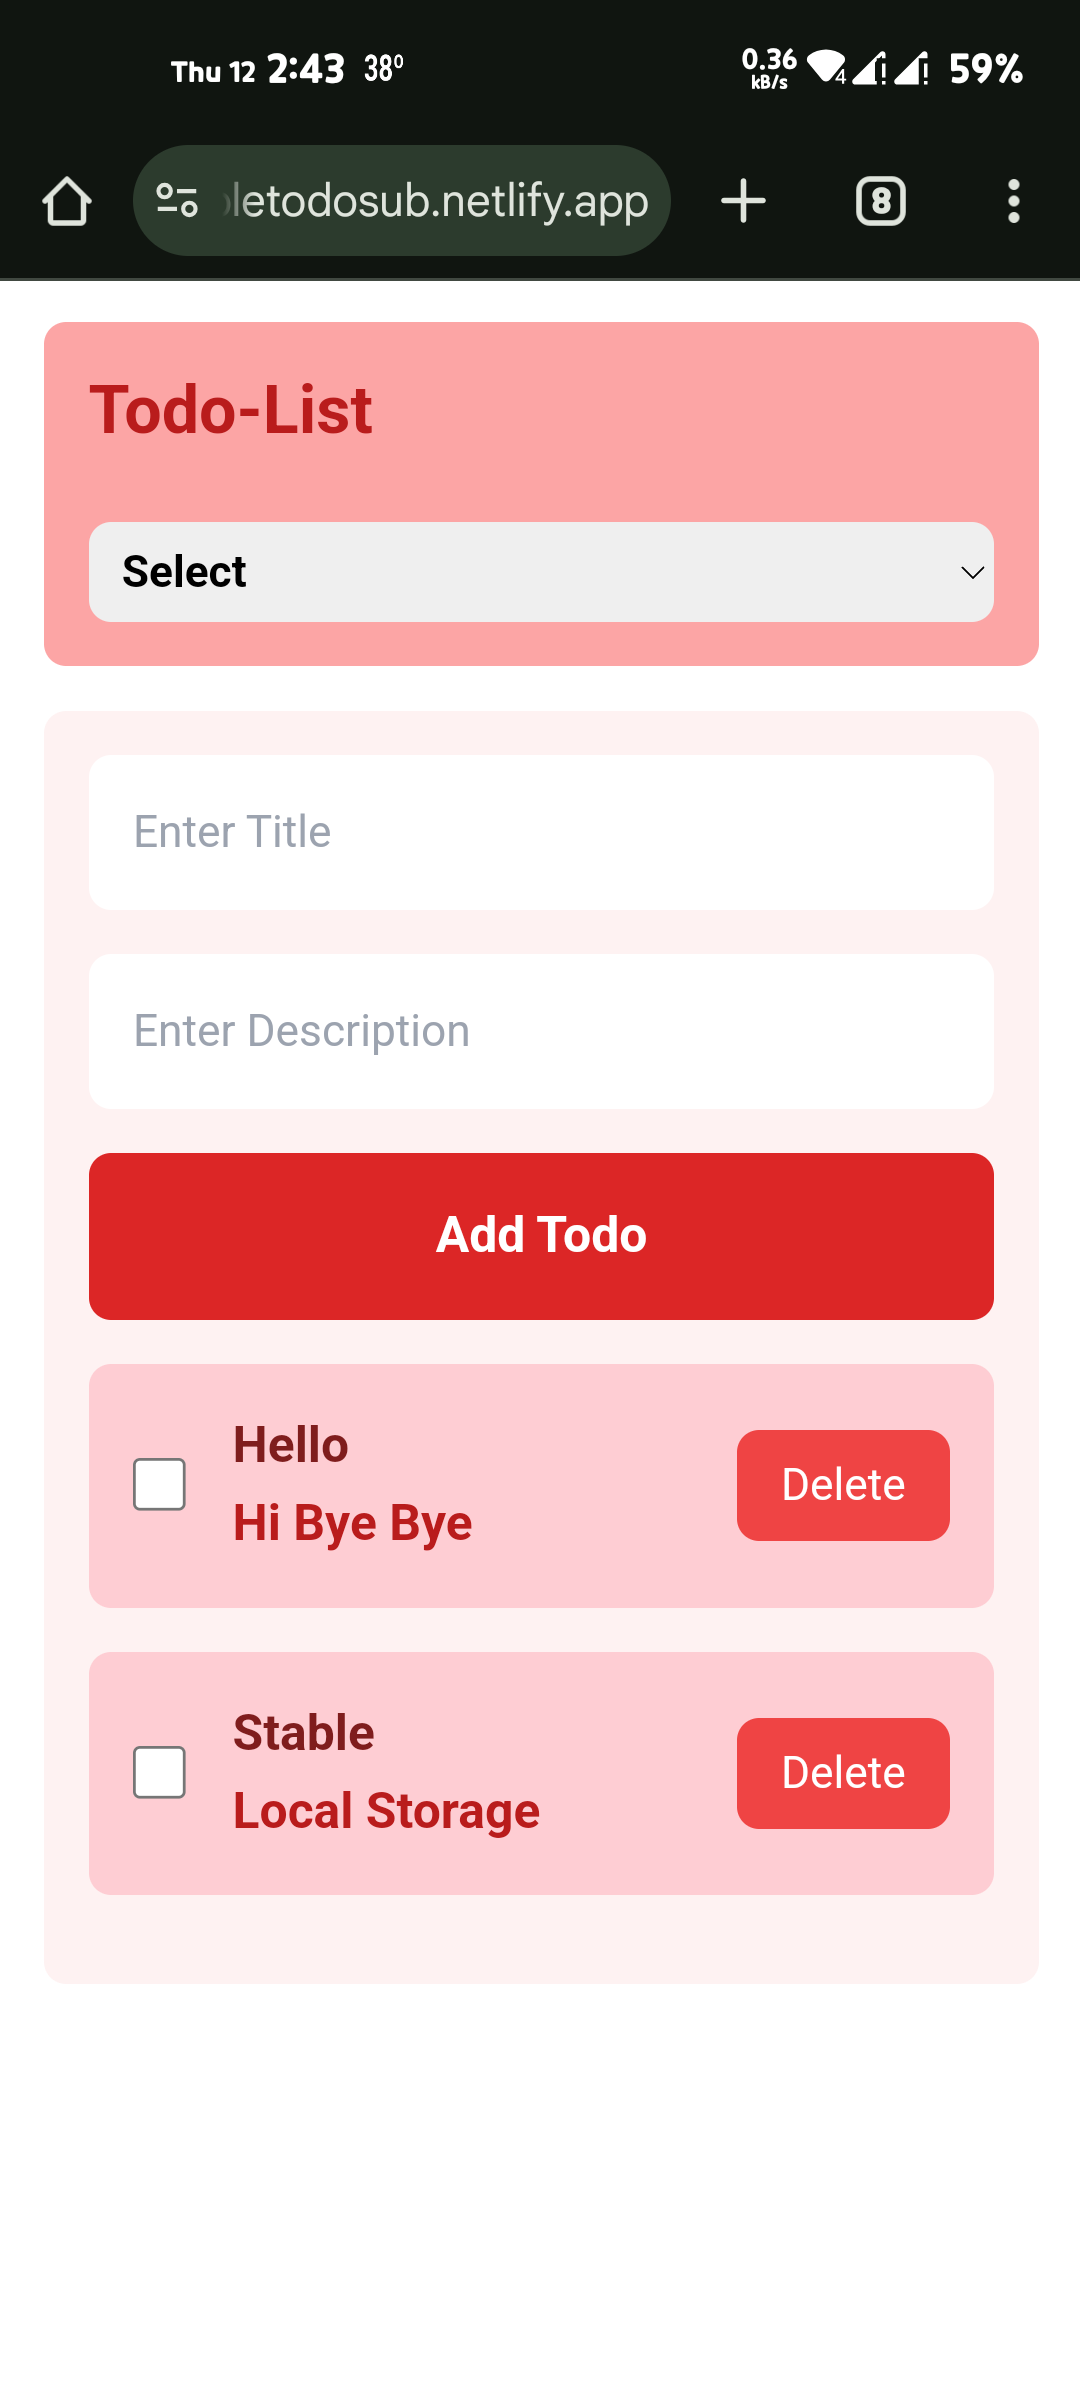 Thu 12 2:43 38° 0.36 kB/s 4 59%
letodosub.netlify.app 8
Todo-List
Select
Enter Title
Enter Description
Add Todo
Hello
Hi Bye Bye
Delete
Stable
Local Storage
Delete